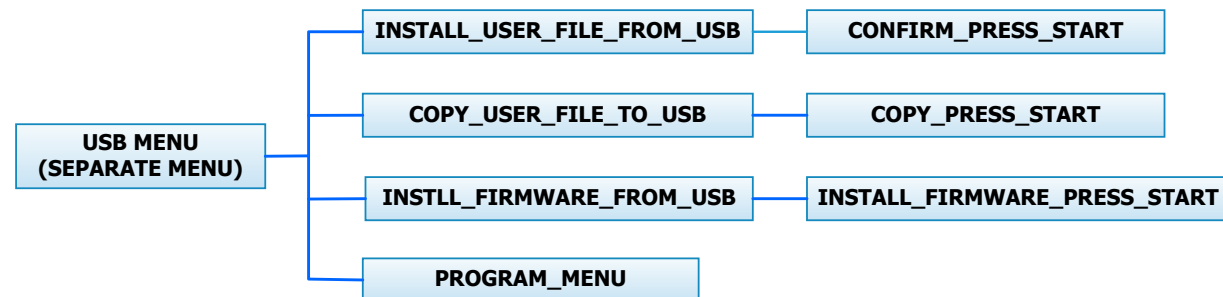 INSTALL_USER_FILE_FROM_USB
CONFIRM_PRESS_START
COPY_USER_FILE_TO_USB
COPY_PRESS_START
USB MENU
(SEPARATE MENU)
INSTLL_FIRMWARE_FROM_USB
INSTALL_FIRMWARE_PRESS_START
PROGRAM_MENU